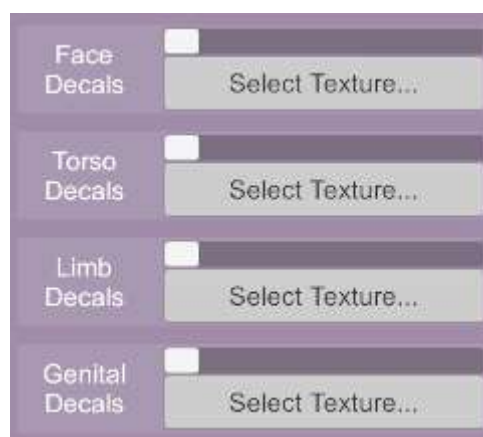 Face
Decals
Select Texture...
Torso
Decals
Select Texture...
Limb
Decals
Select Texture...
Genital
Decals
Select Texture...